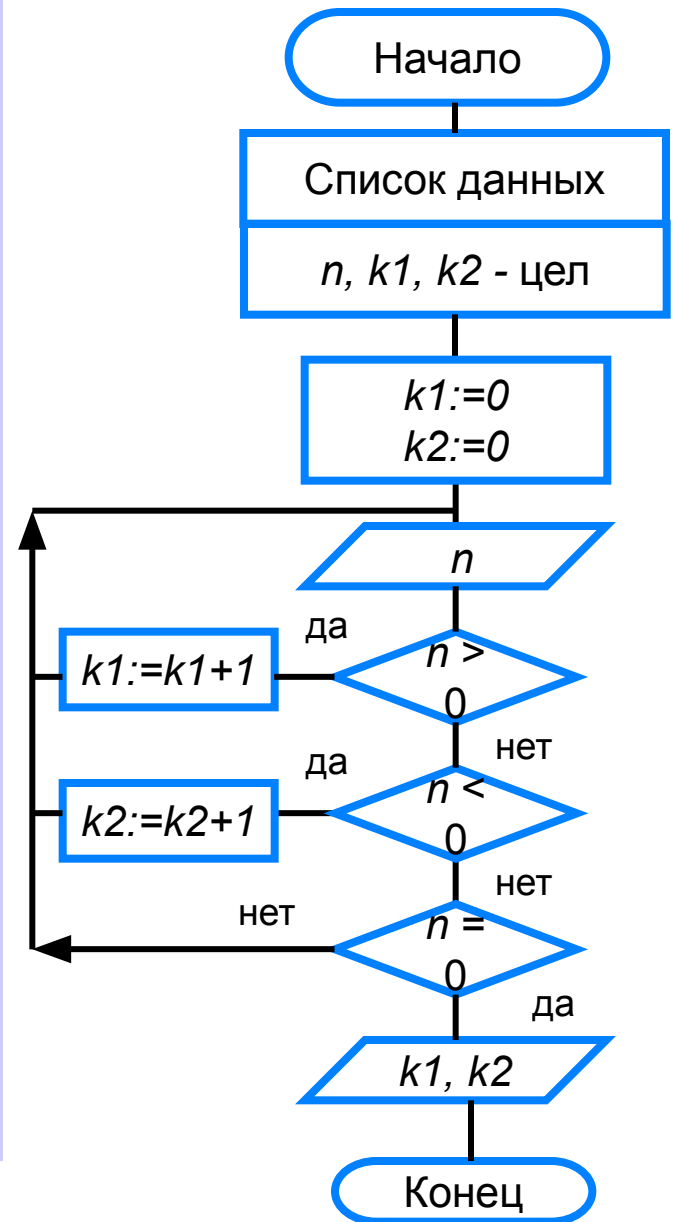 Начало
Список данных
n, k1, k2 - цел
k1:=0
k2:=0
n
да
k1:=k1+1
n >
0
нет
да
k2:=k2+1
n <
0
нет
нет
n =
0
да
k1, k2
Конец